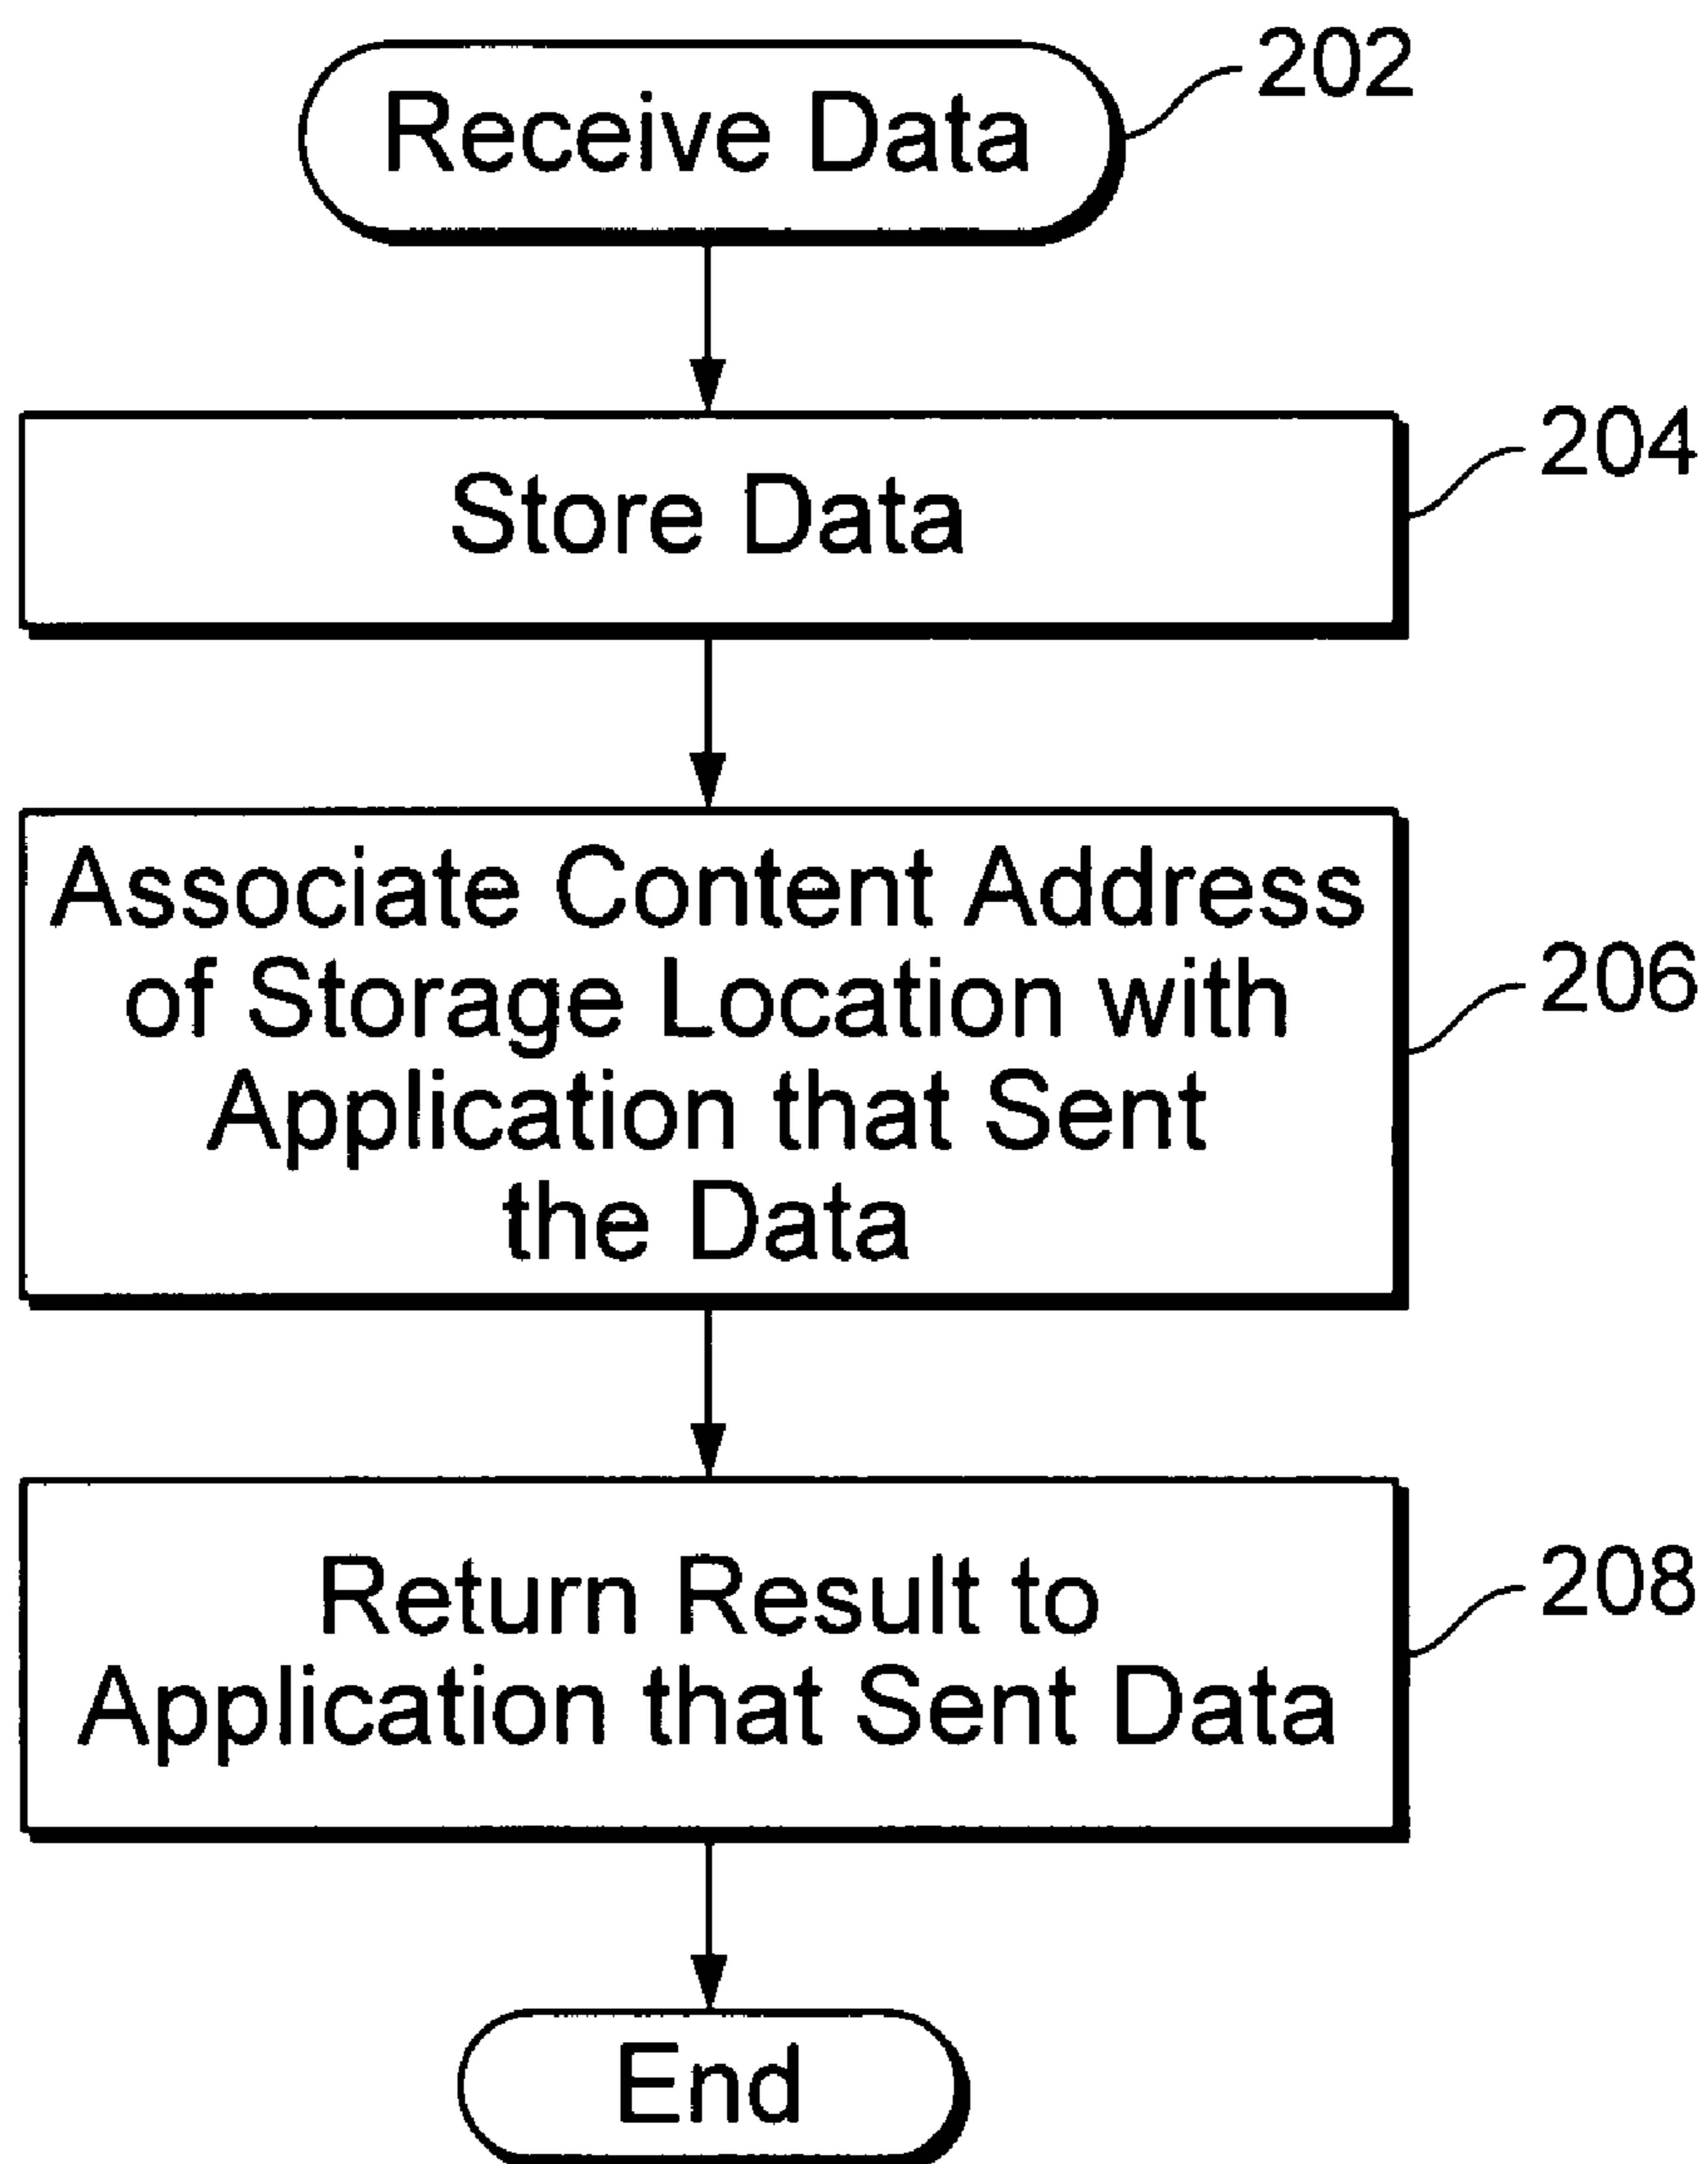 Receive Data
202
Store Data
204
Associate Content Address
of Storage Location with
Application that Sent
the Data
206
Return Result to
Application that Sent Data
208
End